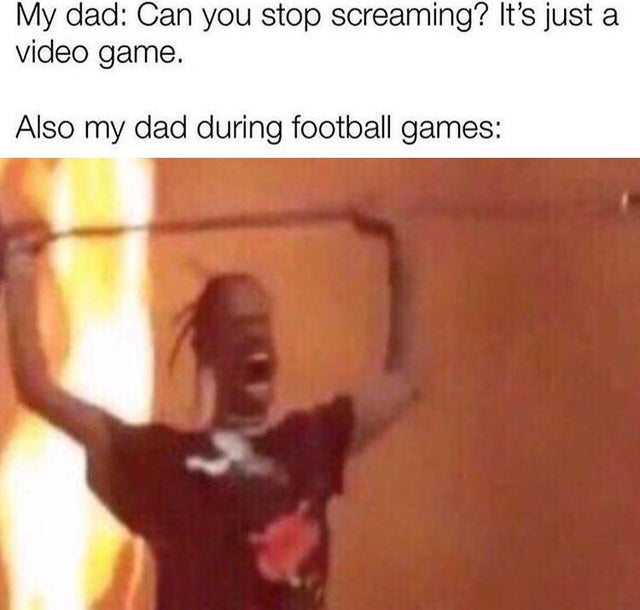 My dad: Can you stop screaming? It's just a
video game.
Also my dad during football games: